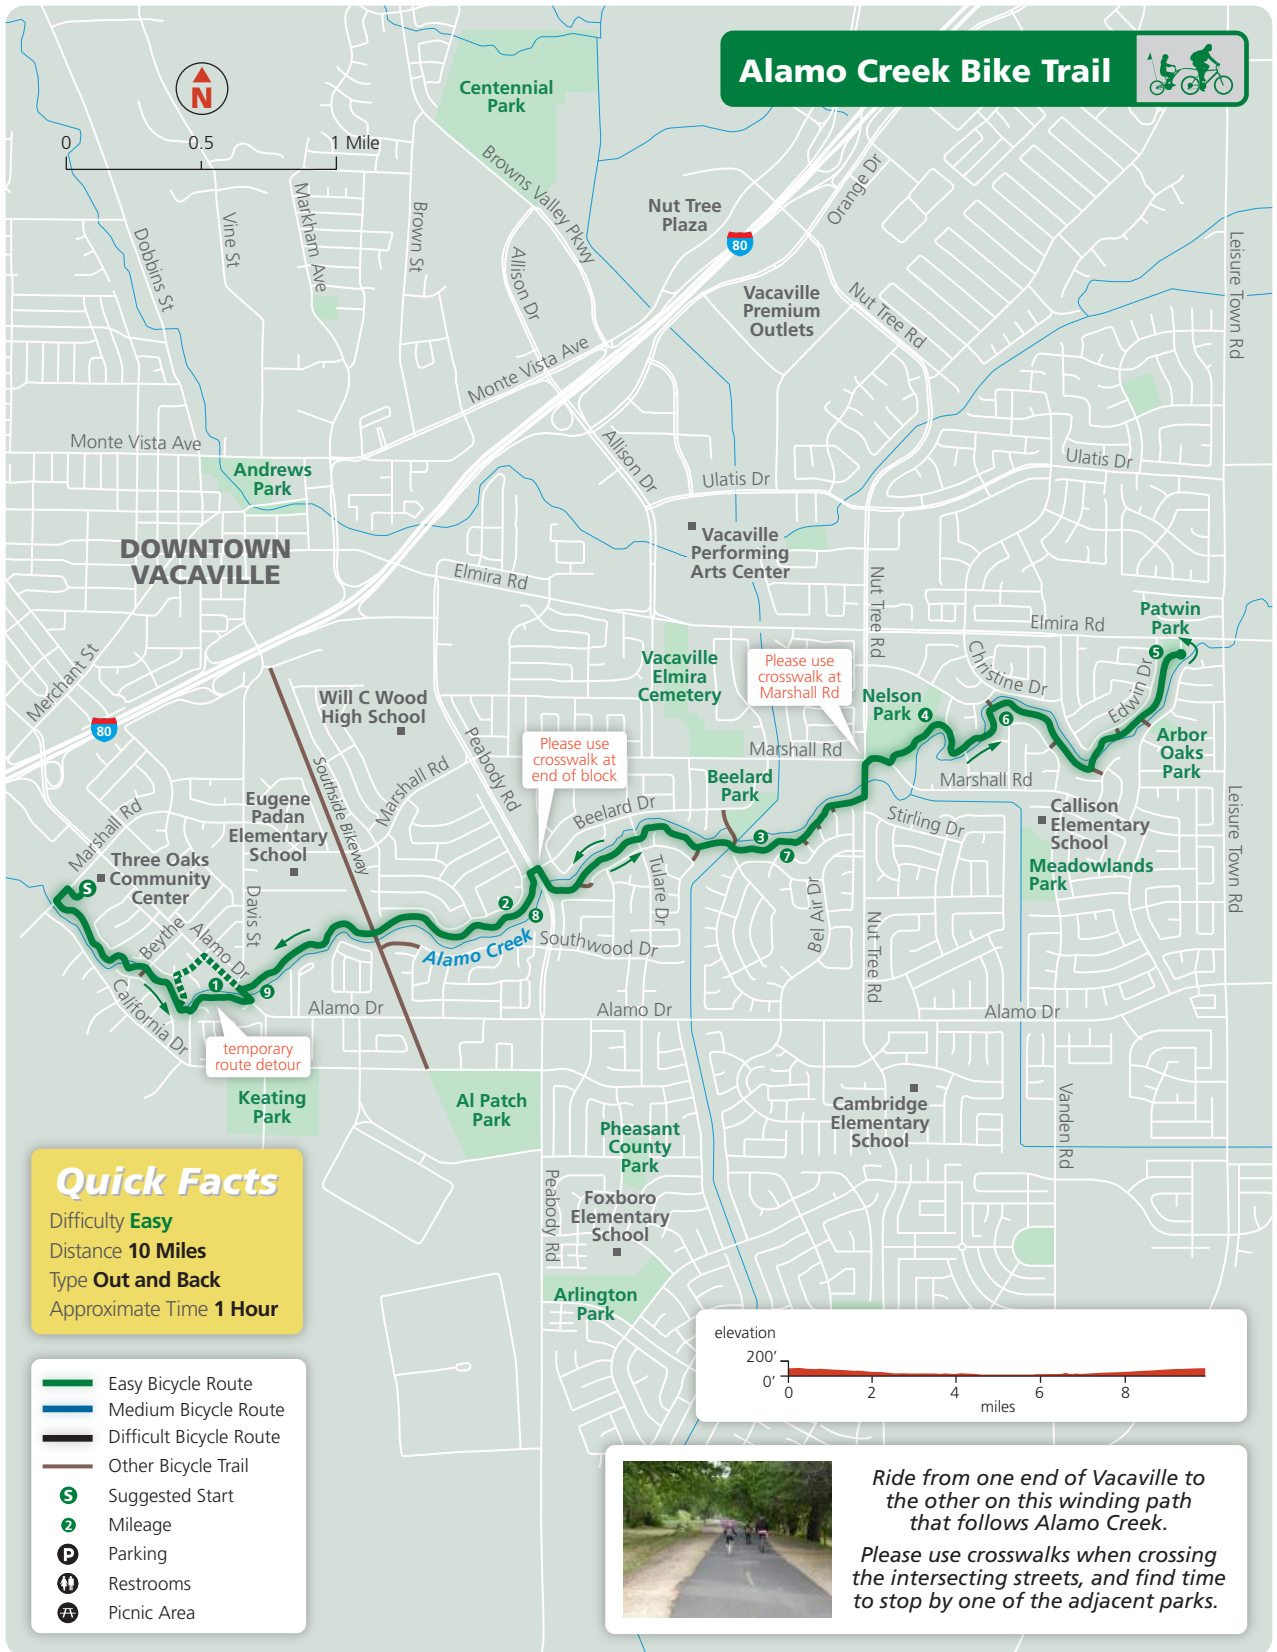 Alamo Creek Bike Trail
N
0 0.5 1 Mile
Centennial
Park
Browns Valley Pkwy
Dobbins St
Vine St
Markham Ave
Brown St
Allison Dr
Nut Tree
Plaza
80
Orange Dr
Leisure Town Rd
Vacaville
Premium
Outlets
Nut Tree Rd
Monte Vista Ave
Monte Vista Ave
Andrews
Park
Allison Dr
Ulatis Dr
Ulatis Dr
DOWNTOWN
VACAVILLE
Vacaville
Performing
Arts Center
Elmira Rd
Nut Tree Rd
Elmira Rd
Patwin
Park
5
Merchant St
80
Will C Wood
High School
Vacaville
Elmira
Cemetery
Please use
crosswalk at
Marshall Rd
Nelson
Park
4
Christine Dr
6
Edwin Dr
Arbor
Oaks
Park
Southside Bikeway
Marshall Rd
Peabody Rd
Please use
crosswalk at
end of block
Marshall Rd
Marshall Rd
Beelard
Park
Beelard Dr
Stirling Dr
Callison
Elementary
School
Meadowlands
Park
Leisure Town Rd
Marshall Rd
Eugene
Padan
Elementary
School
Three Oaks
Community
Center
S
Davis St
Beythe
Alamo Dr
California Dr
1
9
2
8
3
7
Tulare Dr
Bel Air Dr
Nut Tree Rd
Alamo Creek
Southwood Dr
Alamo Dr
Alamo Dr
Alamo Dr
temporary
route detour
Keating
Park
Al Patch
Park
Pheasant
County
Park
Cambridge
Elementary
School
Vanden Rd
Peabody Rd
Foxboro
Elementary
School
Arlington
Park
Quick Facts
Difficulty Easy
Distance 10 Miles
Type Out and Back
Approximate Time 1 Hour
Easy Bicycle Route
Medium Bicycle Route
Difficult Bicycle Route
Other Bicycle Trail
S Suggested Start
2 Mileage
P Parking
Restrooms
Picnic Area
elevation
200'
0'
0 2 4 6 8
miles
Ride from one end of Vacaville to
the other on this winding path
that follows Alamo Creek.
Please use crosswalks when crossing
the intersecting streets, and find time
to stop by one of the adjacent parks.